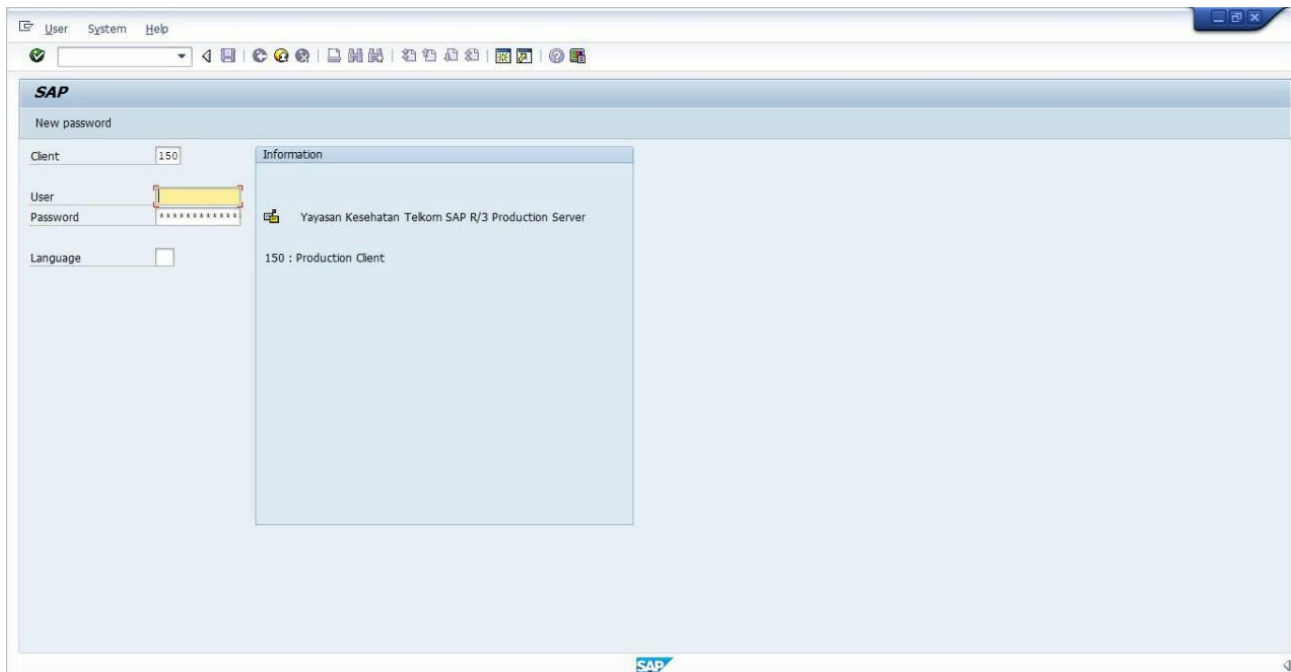 User System Help
SAP
New password
Client 150
Information
User
Password ************
Yayasan Kesehatan Telkom SAP R/3 Production Server
Language
150 : Production Client
SAP